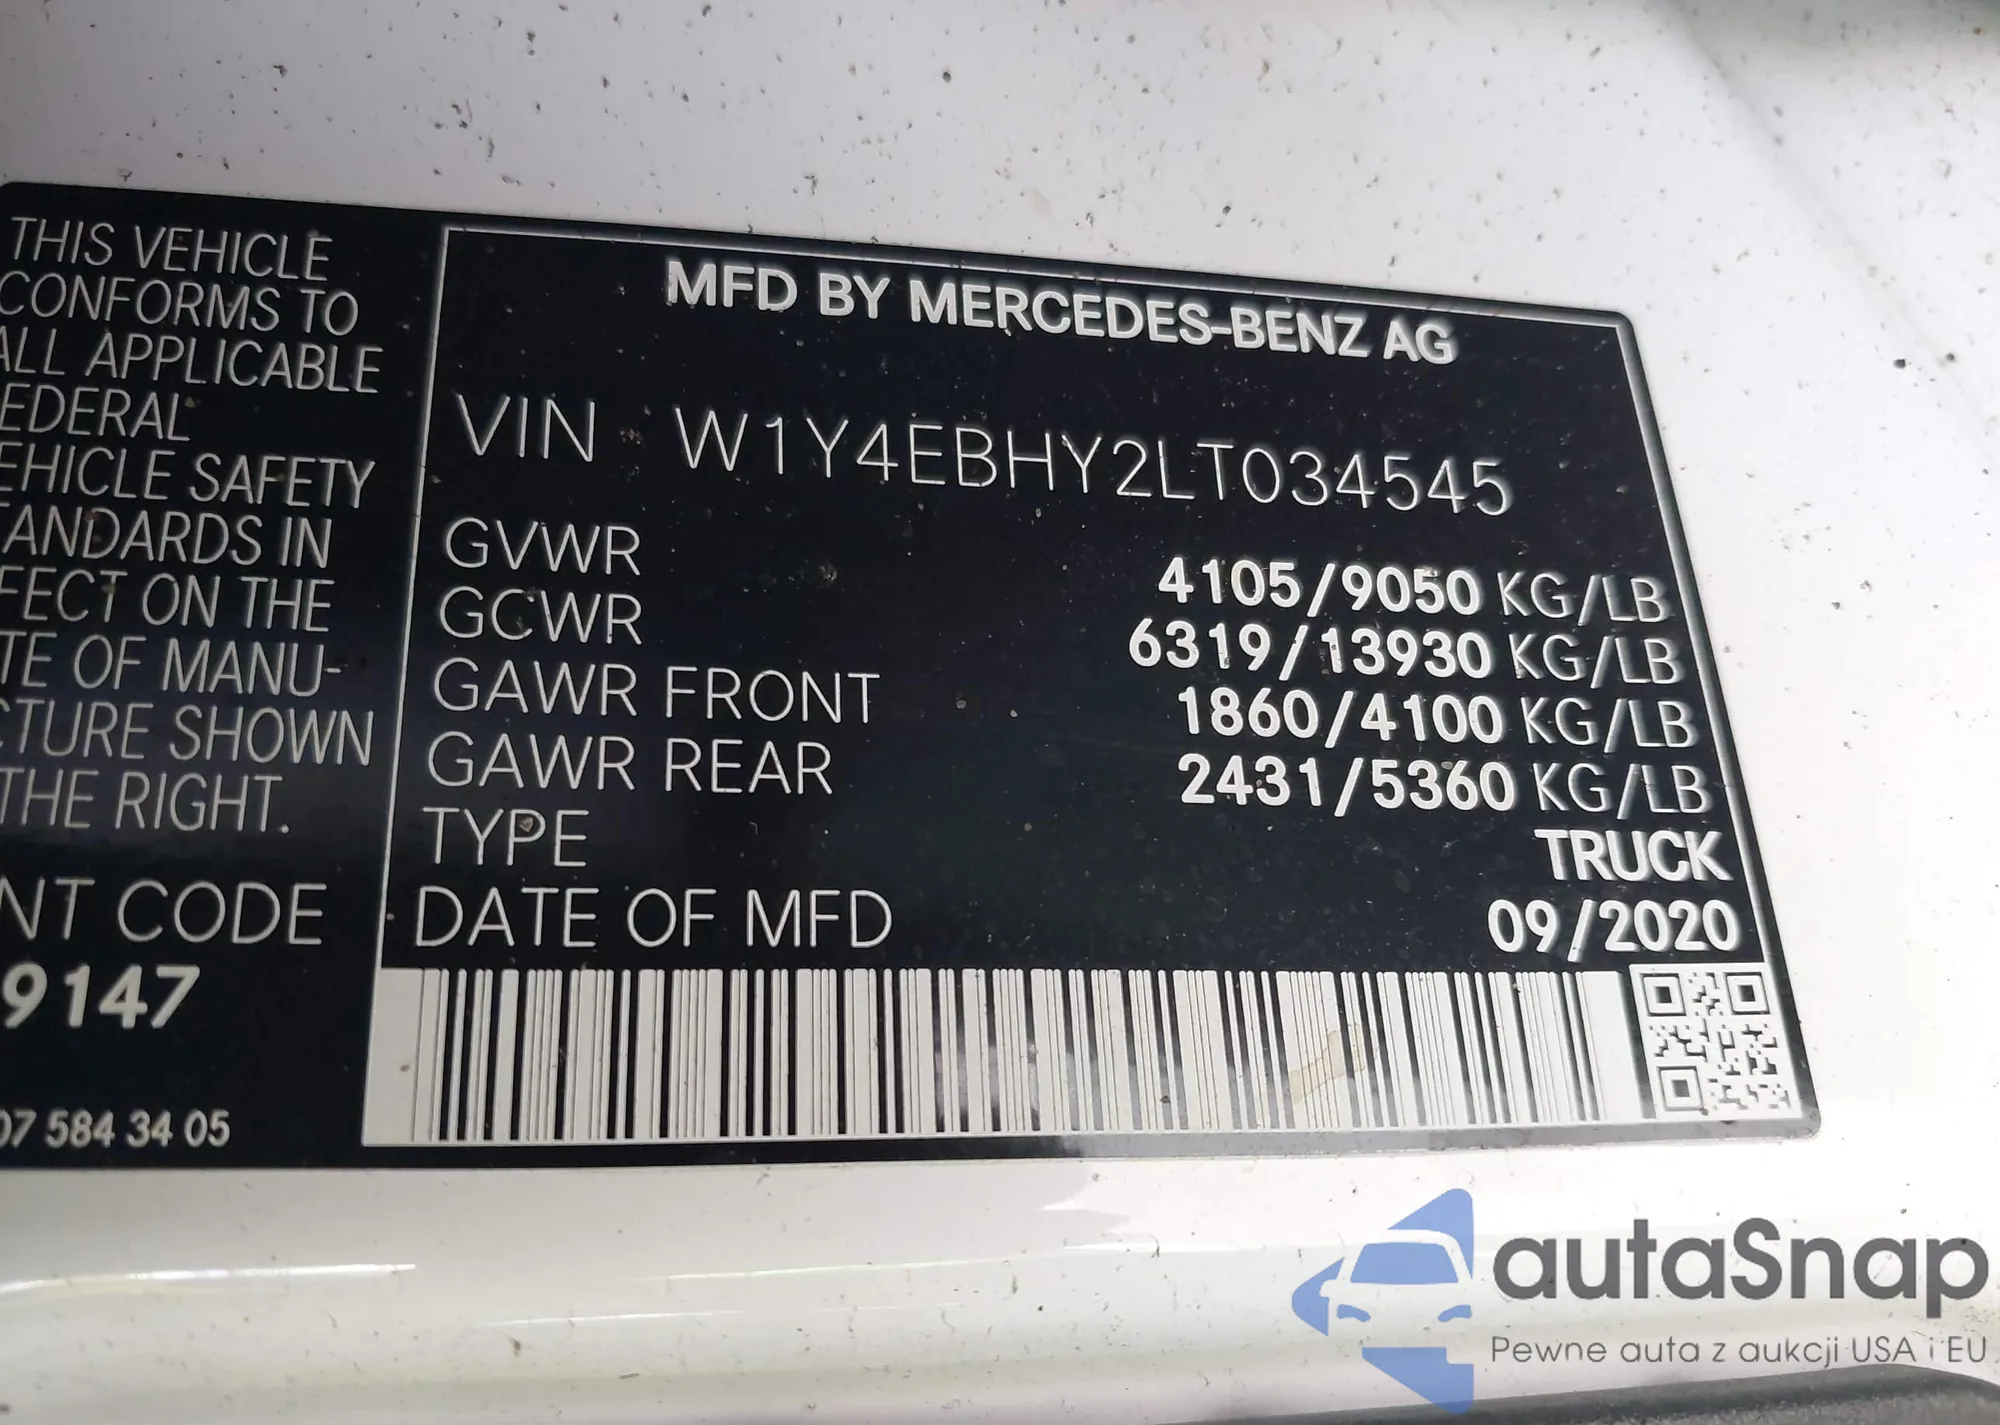 THIS VEHICLE
CONFORMS TO
ALL APPLICABLE
EDERAL
EHICLE SAFETY
ANDARDS IN
FECT ON THE
TE OF MANU-
CTURE SHOWN
THE RIGHT.
NT CODE
9147
07 584 34 05
MFD BY MERCEDES-BENZ AG
VIN W1Y4EBHY2LT034545
GVWR 4105/9050 KG/LB
GCWR 6319/13930 KG/LB
GAWR FRONT 1860/4100 KG/LB
GAWR REAR 2431/5360 KG/LB
TYPE TRUCK
DATE OF MFD 09/2020
autaSnap
Pewne auta z aukcji USA i EU